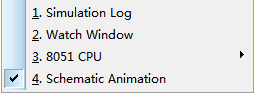 1. Simulation Log
2. Watch Window
3. 8051 CPU
4. Schematic Animation